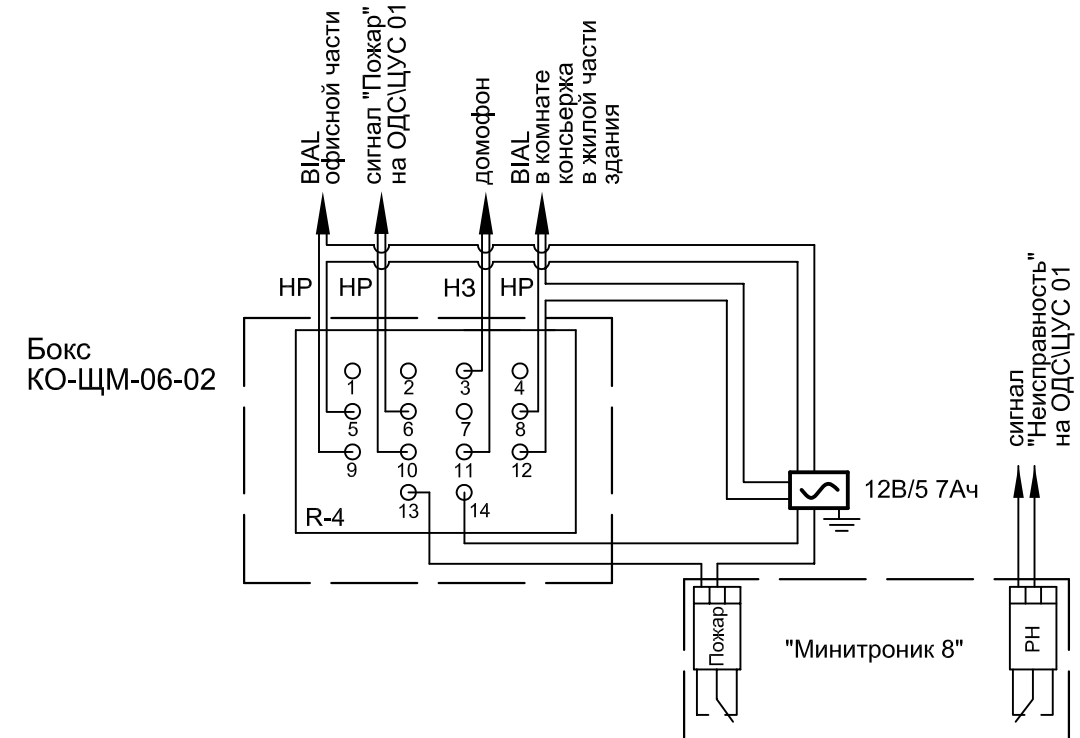 BIAL
офисной части
сигнал "Пожар"
на ОДС\ЦУС 01
домофон
BIAL
в комнате
консьержа
в жилой части
здания
НР
НР
НЗ
НР
сигнал
"Неисправность"
на ОДС\ЦУС 01
Бокс
КО-ЩМ-06-02
1
2
3
4
5
6
7
8
9
10
11
12
13
14
R-4
12В/5 7Ач
Пожар
"Минитроник 8"
РН